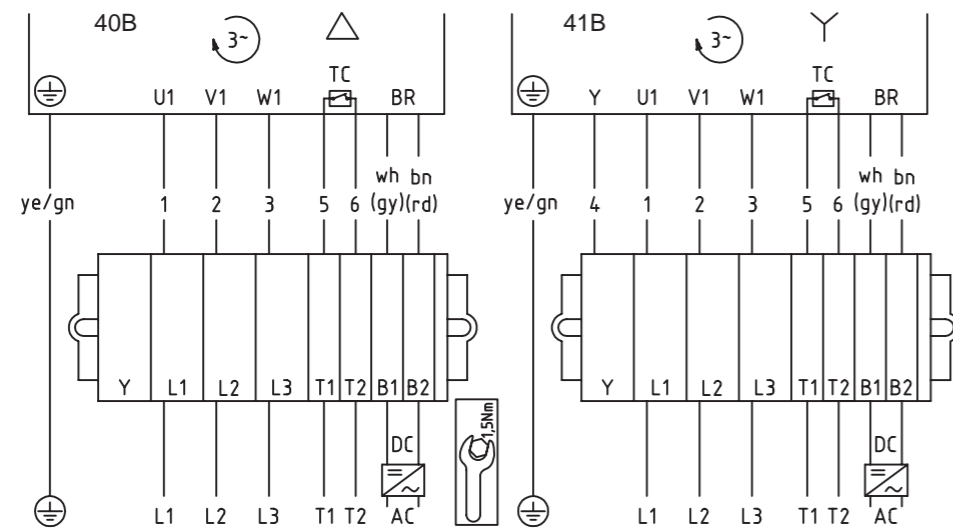 40B 3~ TC
U1 V1 W1 BR
ye/gn 1 2 3 5 6 wh (gy) bn (rd)
Y L1 L2 L3 T1 T2 B1 B2
DC
L1 L2 L3 T1 T2 AC
1,5Nm
41B 3~ TC
Y U1 V1 W1 BR
ye/gn 4 1 2 3 5 6 wh (gy) bn (rd)
Y L1 L2 L3 T1 T2 B1 B2
DC
L1 L2 L3 T1 T2 AC